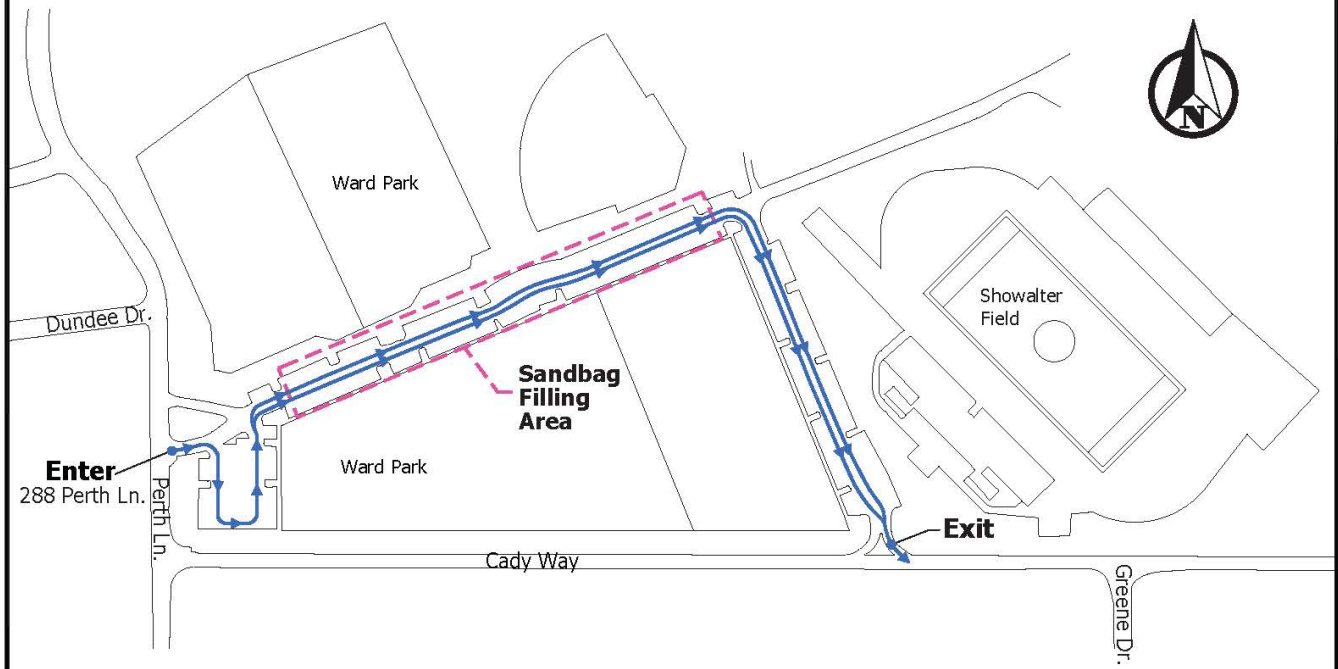 N
Ward Park
Showalter
Field
Dundee Dr.
Sandbag
Filling
Area
Enter
288 Perth Ln.
Perth Ln.
Ward Park
Exit
Cady Way
Greene Dr.